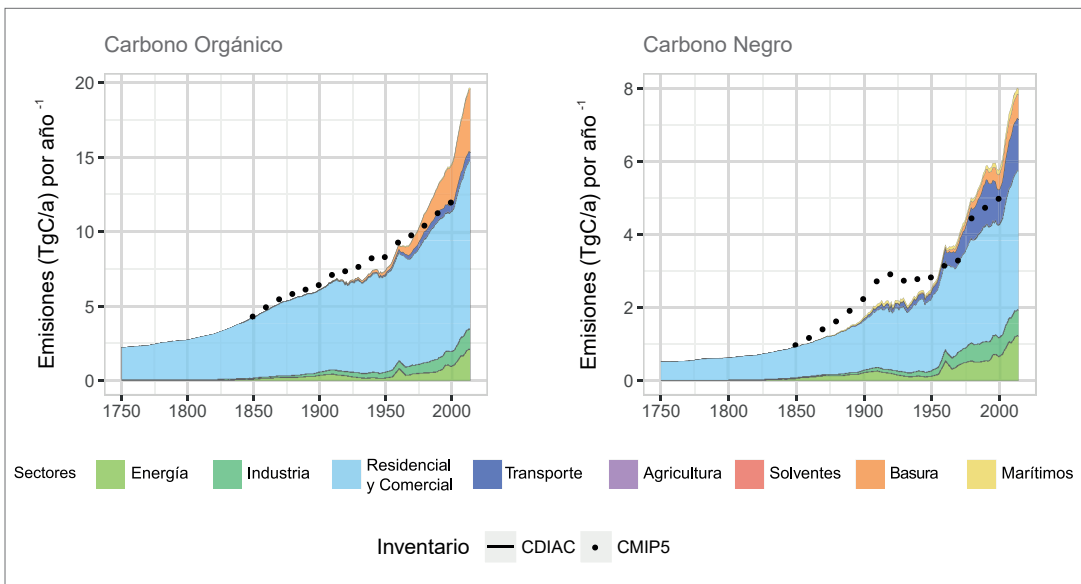 Carbono Orgánico
Emisiones (TgC/a) por año -1
20
15
10
5
0
1750
1800
1850
1900
1950
2000
Carbono Negro
Emisiones (TgC/a) por año -1
8
6
4
2
0
1750
1800
1850
1900
1950
2000
Sectores
Energía
Industria
Residencial
y Comercial
Transporte
Agricultura
Solventes
Basura
Marítimos
Inventario
CDIAC
CMIP5